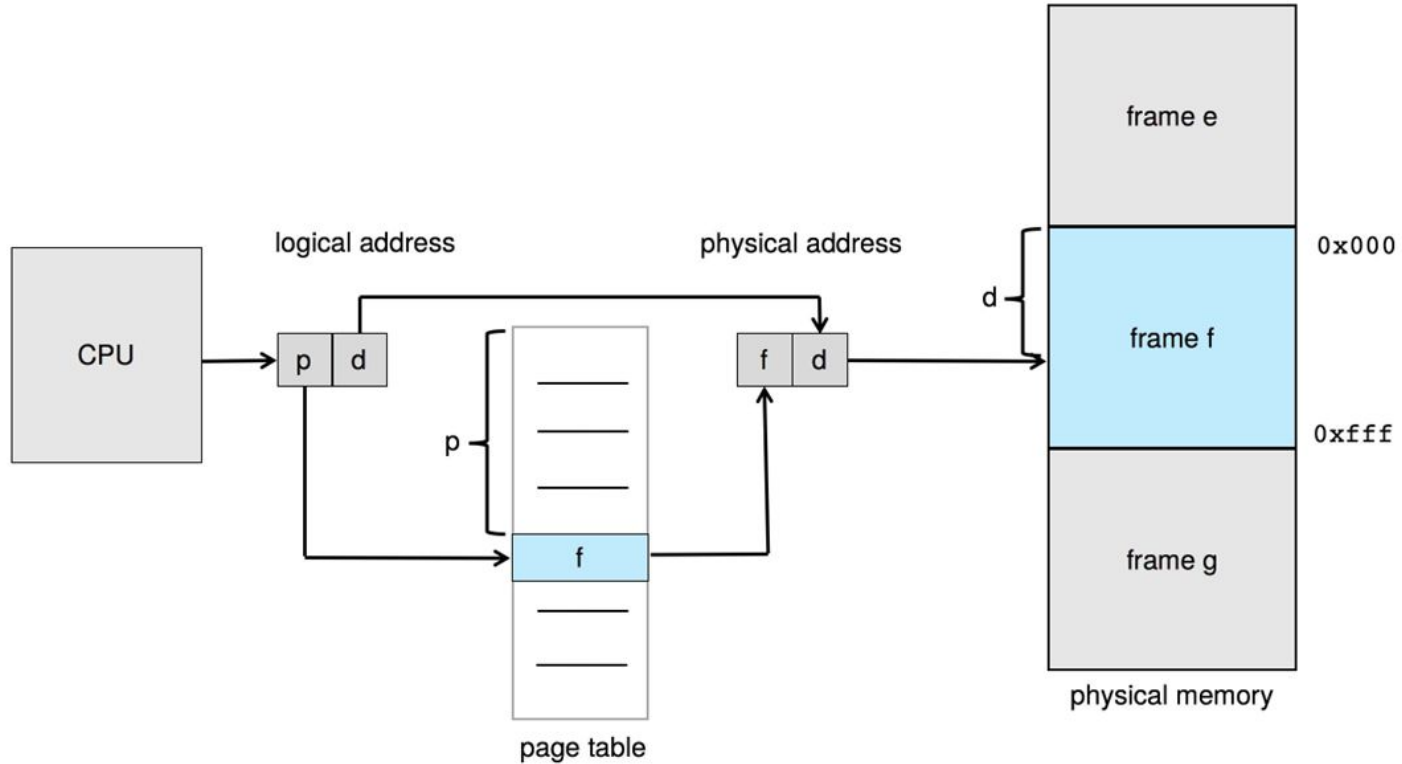 frame e
logical address
physical address
0x000
d
CPU
p
d
f
d
frame f
p
0xfff
f
frame g
physical memory
page table